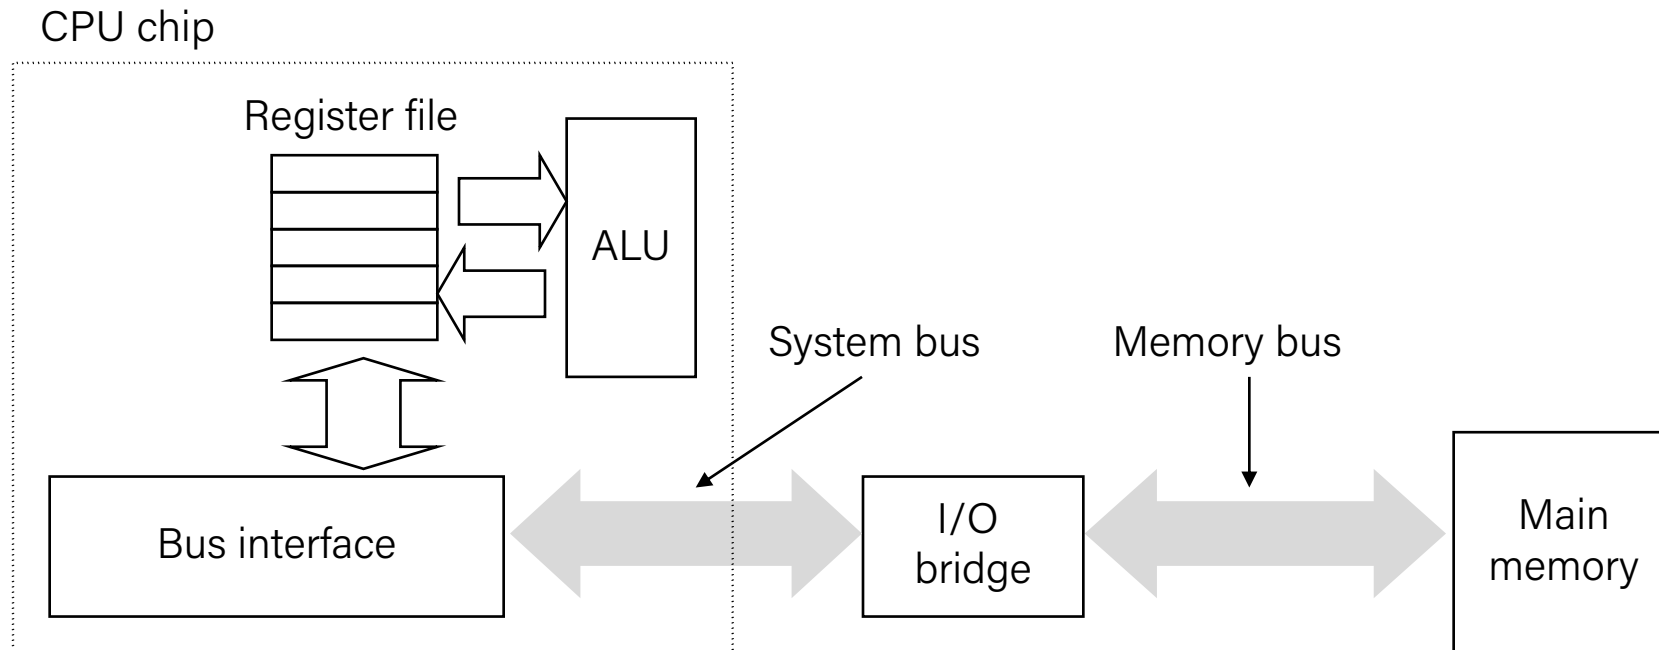 CPU chip
Register file
ALU
System bus
Memory bus
Bus interface
I/O
bridge
Main
memory